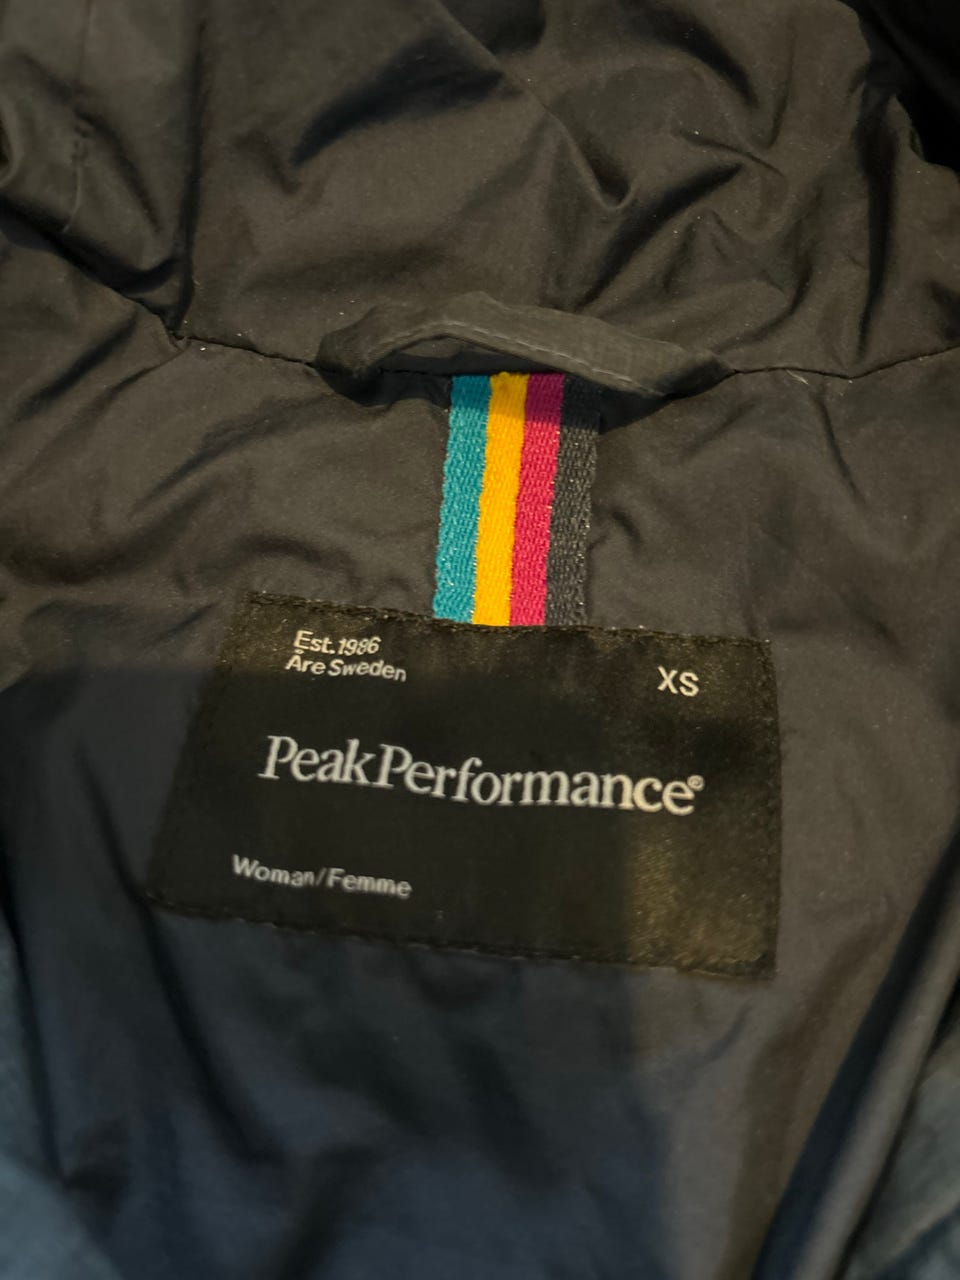 Est. 1986
Åre Sweden
XS
PeakPerformance®
Woman/Femme